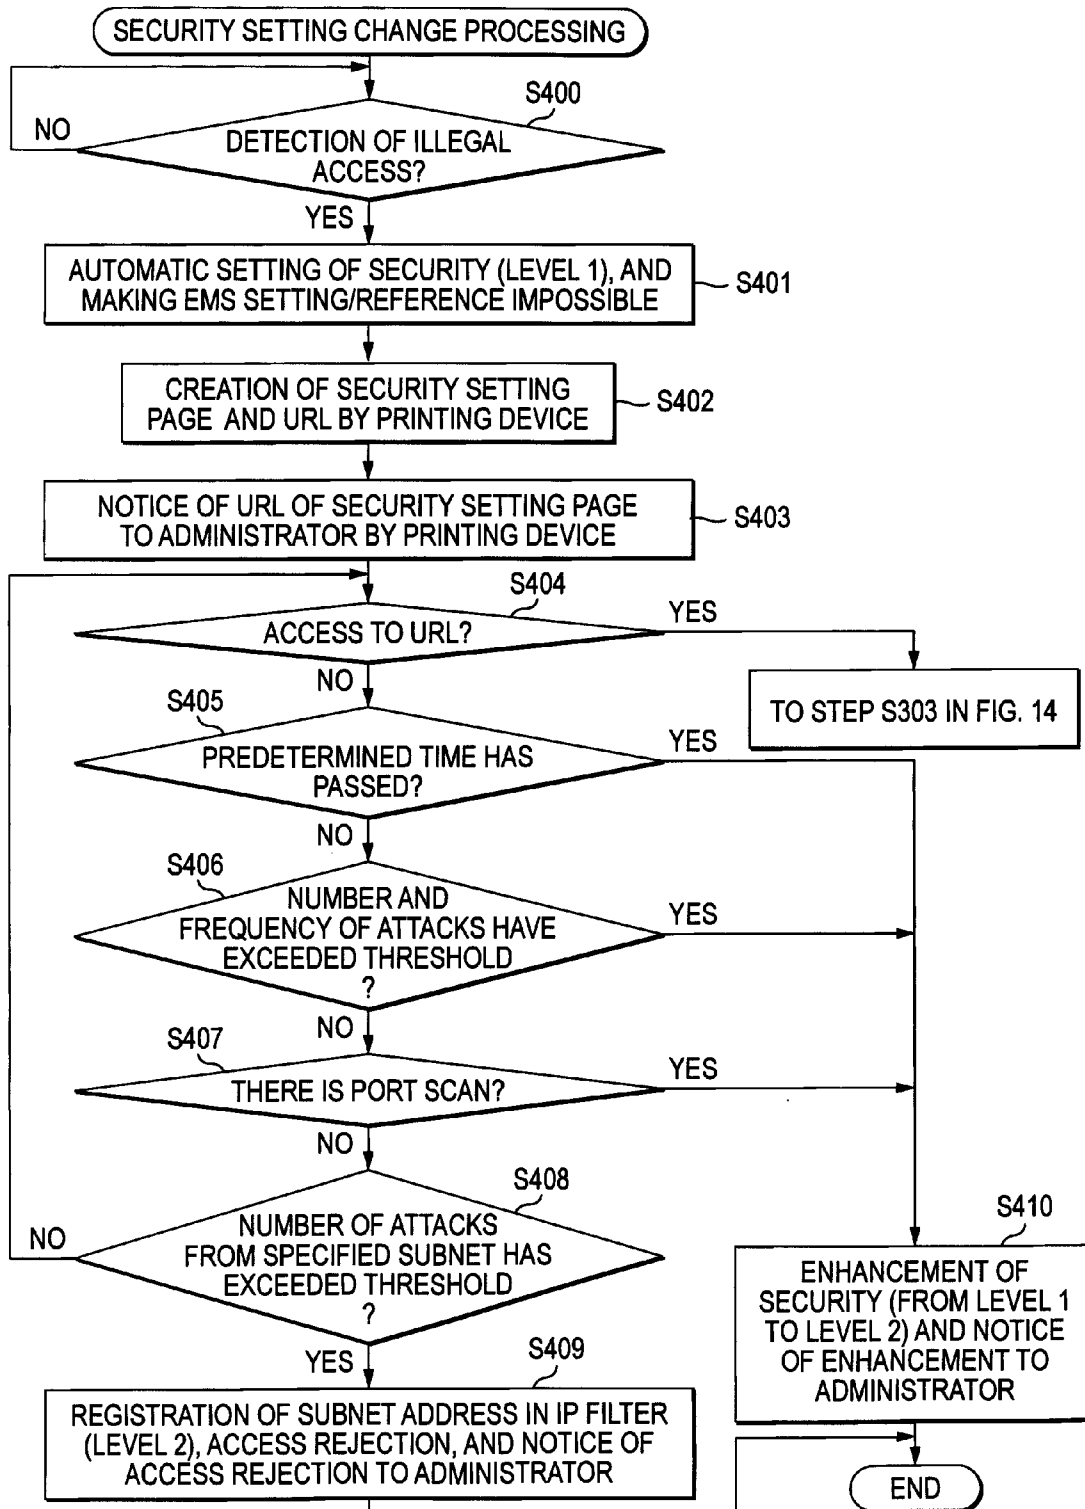 SECURITY SETTING CHANGE PROCESSING
S400
NO
DETECTION OF ILLEGAL
ACCESS?
YES
AUTOMATIC SETTING OF SECURITY (LEVEL 1), AND
MAKING EMS SETTING/REFERENCE IMPOSSIBLE
S401
CREATION OF SECURITY SETTING
PAGE AND URL BY PRINTING DEVICE
S402
NOTICE OF URL OF SECURITY SETTING PAGE
TO ADMINISTRATOR BY PRINTING DEVICE
S403
S404
ACCESS TO URL?
YES
NO
TO STEP S303 IN FIG. 14
S405
PREDETERMINED TIME HAS
PASSED?
YES
NO
S406
NUMBER AND
FREQUENCY OF ATTACKS HAVE
EXCEEDED THRESHOLD
?
YES
NO
S407
THERE IS PORT SCAN?
YES
NO
S408
NUMBER OF ATTACKS
FROM SPECIFIED SUBNET HAS
EXCEEDED THRESHOLD
?
NO
YES
S409
REGISTRATION OF SUBNET ADDRESS IN IP FILTER
(LEVEL 2), ACCESS REJECTION, AND NOTICE OF
ACCESS REJECTION TO ADMINISTRATOR
S410
ENHANCEMENT OF
SECURITY (FROM LEVEL 1
TO LEVEL 2) AND NOTICE
OF ENHANCEMENT TO
ADMINISTRATOR
END